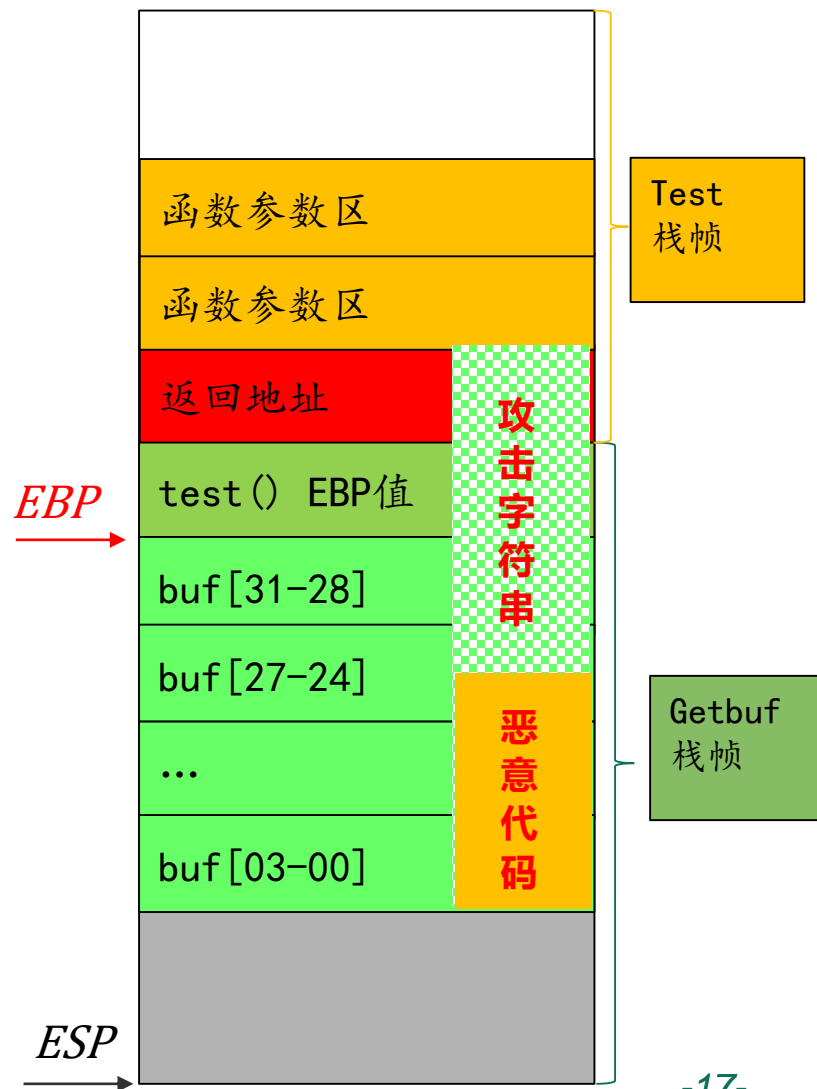 函数参数区
Test
栈帧
函数参数区
返回地址
攻击字符串
test() EBP值
EBP
buf[31-28]
buf[27-24]
Getbuf
栈帧
恶意代码
…
buf[03-00]
ESP
-17-